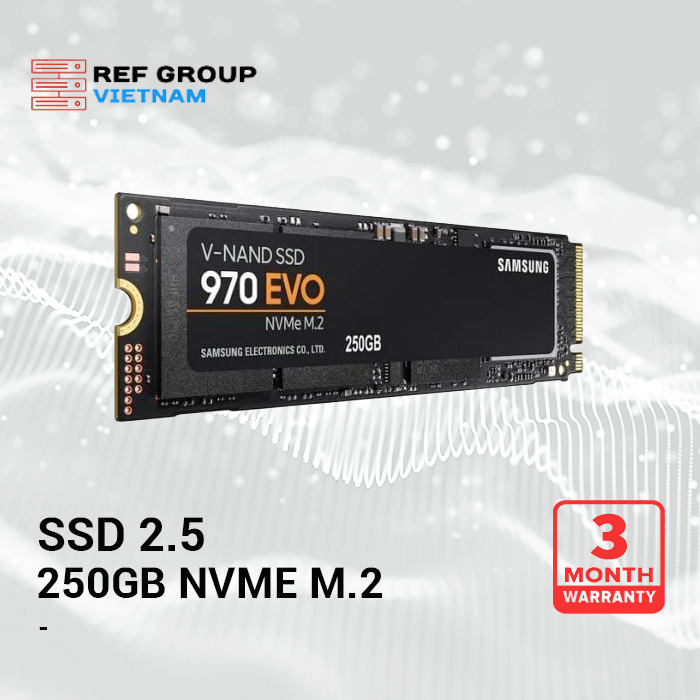 REF GROUP
VIETNAM
V-NAND SSD
970 EVO
NVMe M.2
SAMSUNG ELECTRONICS CO., LTD.
250GB
SAMSUNG
SSD 2.5
250GB NVME M.2
-
3
MONTH
WARRANTY